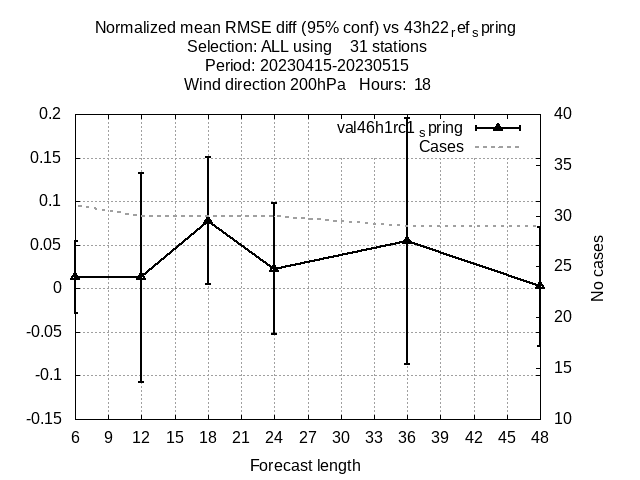 Normalized mean RMSE diff (95% conf) vs 43h22refspring
Selection: ALL using 31 stations
Period: 20230415-20230515
Wind direction 200hPa Hours: 18
0.2
0.15
0.1
0.05
0
-0.05
-0.1
-0.15
val46h1rc1spring
Cases
40
35
30
25
20
15
10
No cases
6 9 12 15 18 21 24 27 30 33 36 39 42 45 48
Forecast length